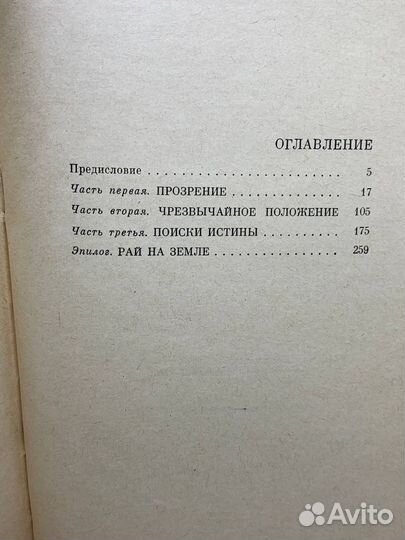 ОГЛАВЛЕНИЕ
Предисловие . . . . . . . . . . . . . . . . . . . . . . . 5
Часть первая. ПРОЗРЕНИЕ . . . . . . . . . . . . . 17
Часть вторая. ЧРЕЗВЫЧАЙНОЕ ПОЛОЖЕНИЕ 105
Часть третья. ПОИСКИ ИСТИНЫ . . . . . . . . . 175
Эпилог. РАЙ НА ЗЕМЛЕ . . . . . . . . . . . . . . . 259
Avito